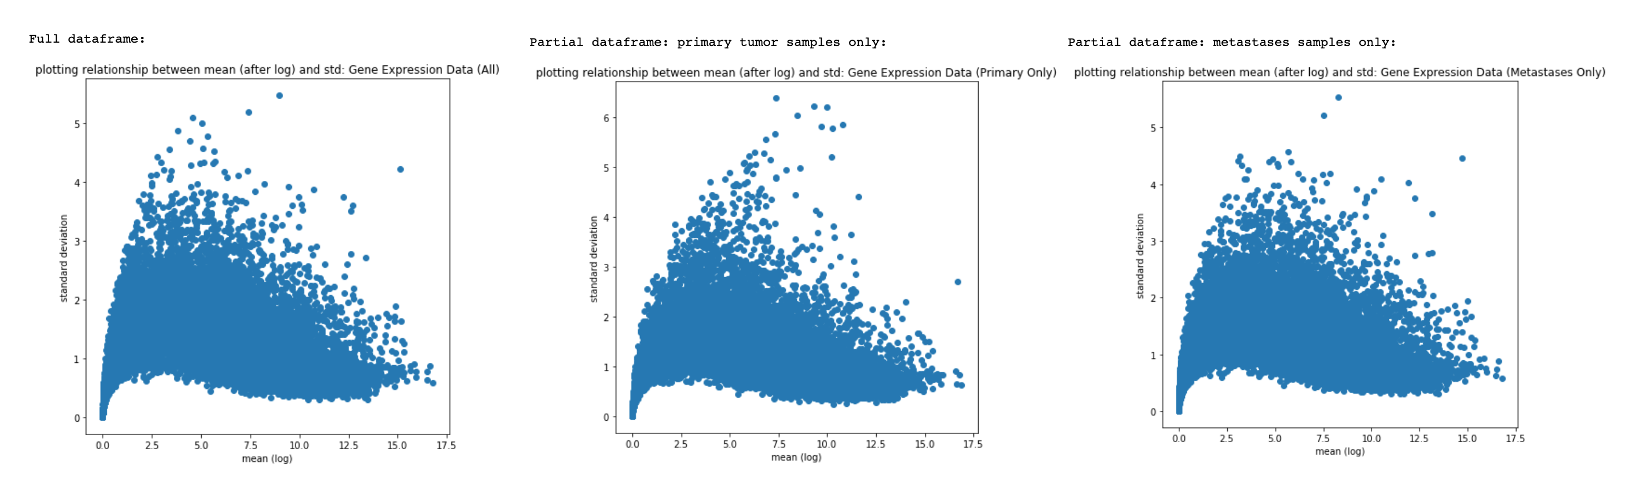 Full dataframe:
plotting relationship between mean (after log) and std: Gene Expression Data (All)
standard deviation
5
4
3
2
1
0
0.0 2.5 5.0 7.5 10.0 12.5 15.0 17.5
mean (log)
Partial dataframe: primary tumor samples only:
plotting relationship between mean (after log) and std: Gene Expression Data (Primary Only)
standard deviation
6
5
4
3
2
1
0
0.0 2.5 5.0 7.5 10.0 12.5 15.0 17.5
mean (log)
Partial dataframe: metastases samples only:
plotting relationship between mean (after log) and std: Gene Expression Data (Metastases Only)
standard deviation
5
4
3
2
1
0
0.0 2.5 5.0 7.5 10.0 12.5 15.0 17.5
mean (log)